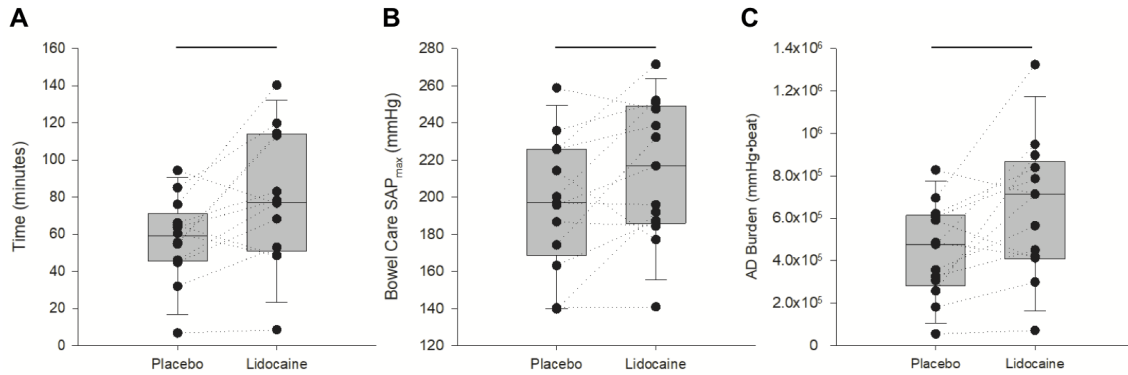 A
Time (minutes)
160
140
120
100
80
60
40
20
0
Placebo
Lidocaine
B
Bowel Care SAPmax (mmHg)
280
260
240
220
200
180
160
140
120
Placebo
Lidocaine
C
AD Burden (mmHg•beat)
1.4x10⁶
1.2x10⁶
10⁶
8.0x10⁵
6.0x10⁵
4.0x10⁵
2.0x10⁵
0
Placebo
Lidocaine